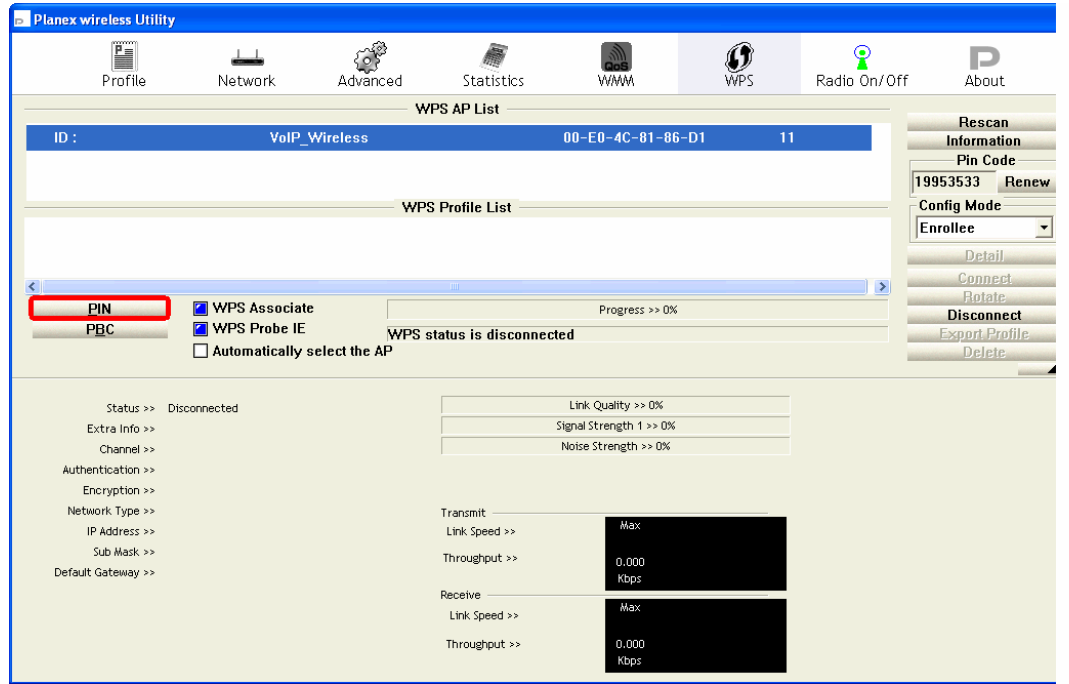 Planex wireless Utility
Profile Network Advanced Statistics QoS WMM WPS Radio On/Off About
WPS AP List
ID : VoIP_Wireless 00-E0-4C-81-86-D1 11
Rescan
Information
Pin Code
19953533 Renew
WPS Profile List
Config Mode
Enrollee
Detail
Connect
PIN
WPS Associate
Progress >> 0%
Rotate
PBC
WPS Probe IE
WPS status is disconnected
Disconnect
Automatically select the AP
Export Profile
Delete
Status >> Disconnected
Extra Info >>
Channel >>
Authentication >>
Encryption >>
Network Type >>
IP Address >>
Sub Mask >>
Default Gateway >>
Link Quality >> 0%
Signal Strength 1 >> 0%
Noise Strength >> 0%
Transmit
Link Speed >>
Max
Throughput >>
0.000
Kbps
Receive
Link Speed >>
Max
Throughput >>
0.000
Kbps